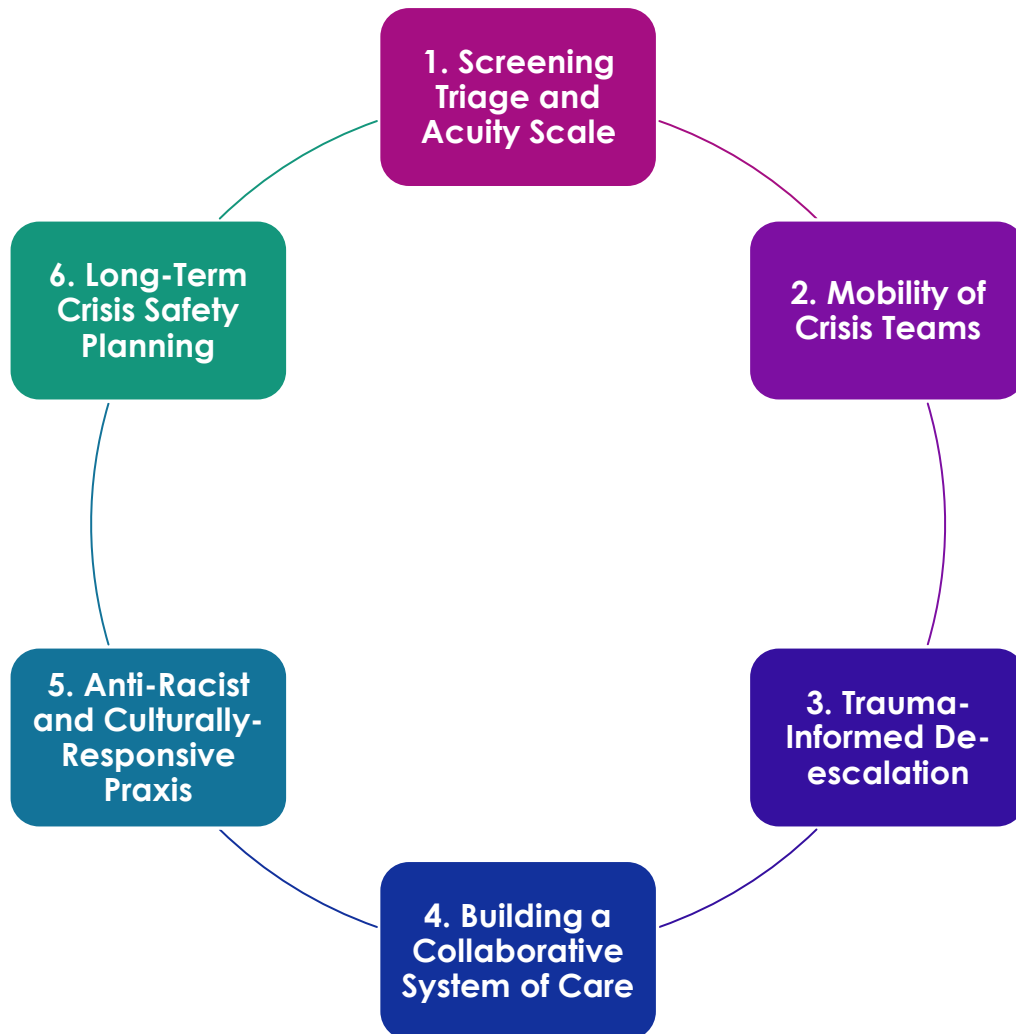 1. Screening
Triage and
Acuity Scale
2. Mobility of
Crisis Teams
3. Trauma-
Informed De-
escalation
4. Building a
Collaborative
System of Care
5. Anti-Racist
and Culturally-
Responsive
Praxis
6. Long-Term
Crisis Safety
Planning